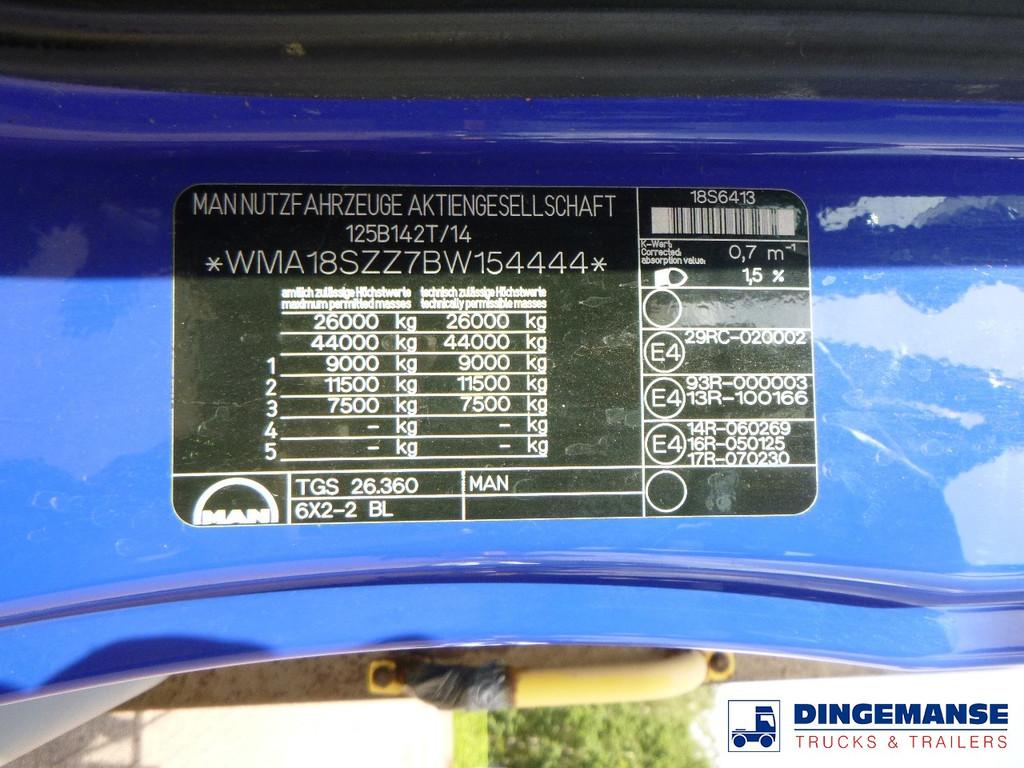 MAN NUTZFAHRZEUGE AKTIENGESELLSCHAFT
125B142T/14
*WMA18SZZ7BW154444*
amtlich zulässige Höchstwerte technisch zulässige Höchstwerte
maximum permitted masses technically permissible masses
26000 kg 26000 kg
44000 kg 44000 kg
1 9000 kg 9000 kg
2 11500 kg 11500 kg
3 7500 kg 7500 kg
4 - kg - kg
5 - kg - kg
MAN
TGS 26.360 MAN
6X2-2 BL
18S6413
K-Wert:
Corrected
absorption value: 0,7 m⁻¹
1,5 %
E4 29RC-020002
E4 93R-000003
13R-100166
E4 14R-060269
16R-050125
17R-070230
DINGEMANSE
TRUCKS & TRAILERS